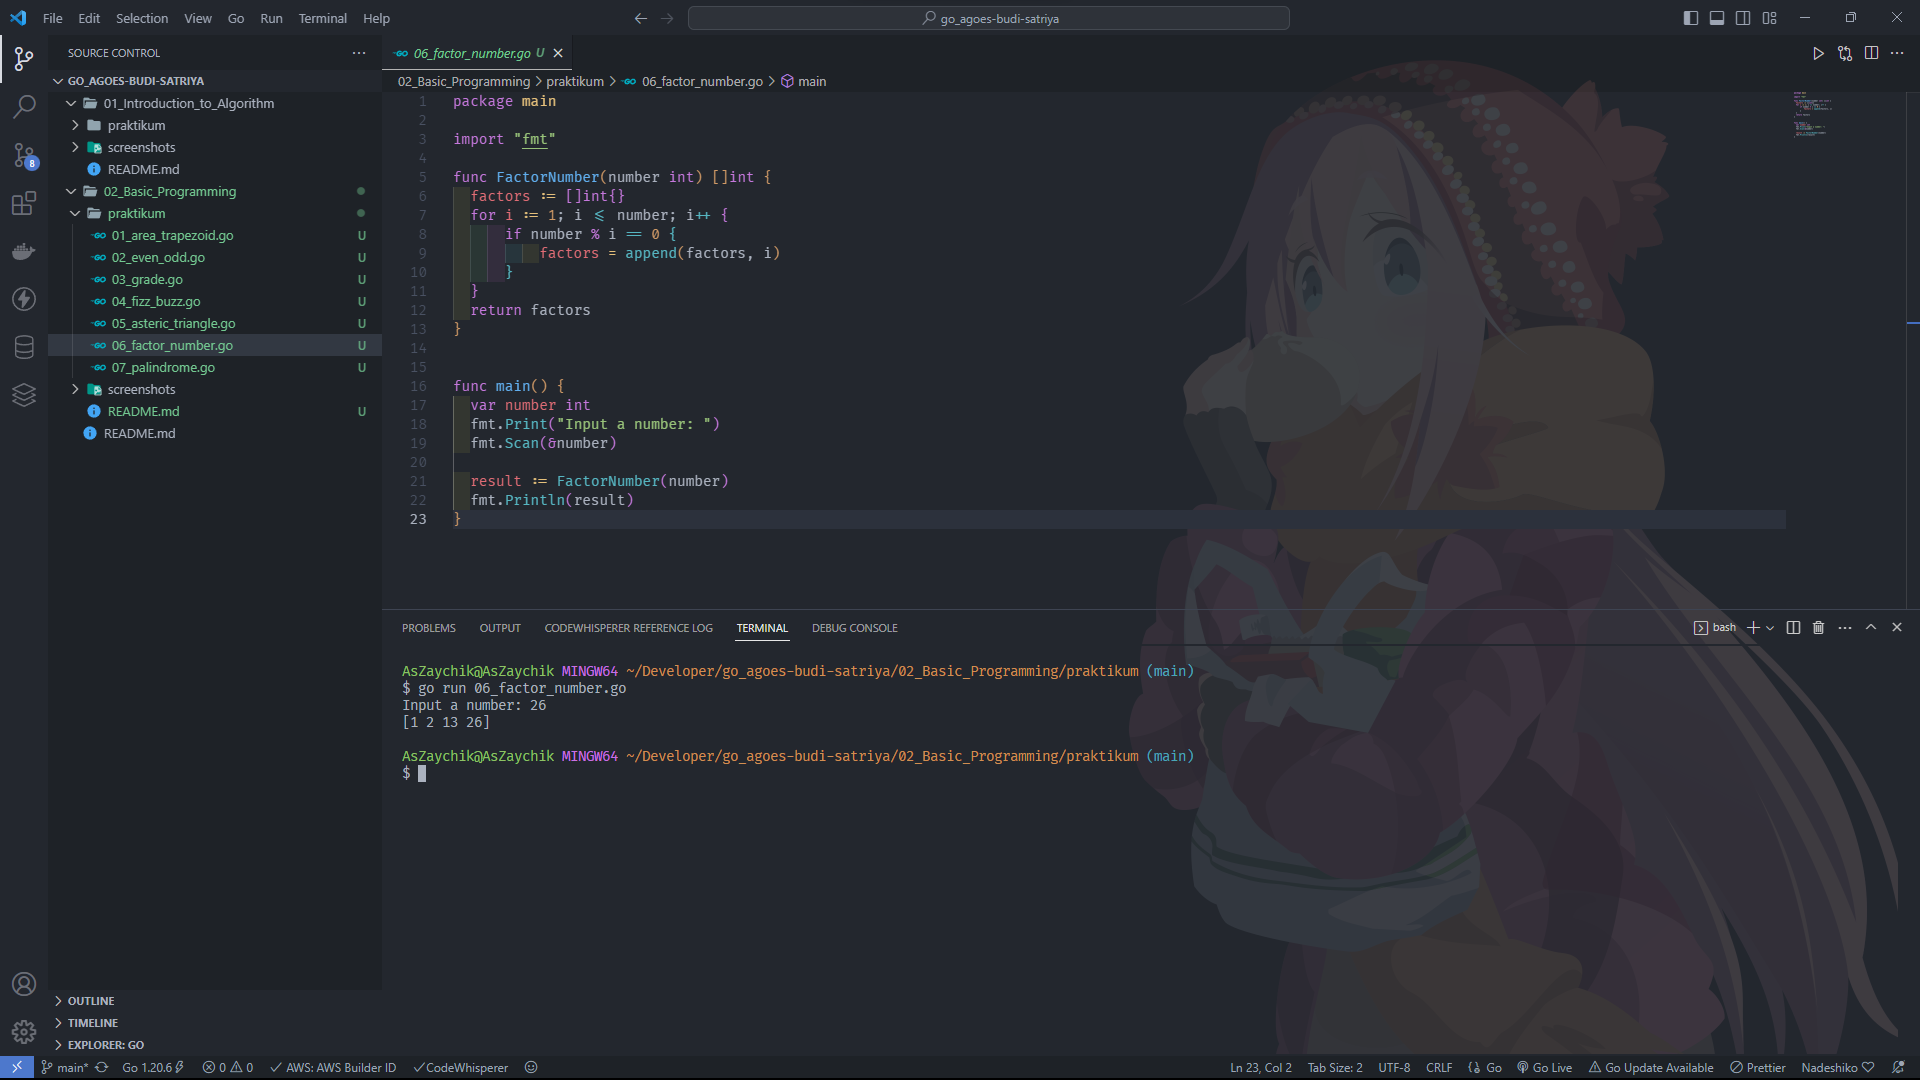 File Edit Selection View Go Run Terminal Help
go_agoes-budi-satriya
SOURCE CONTROL
GO_AGOES-BUDI-SATRIYA
01_Introduction_to_Algorithm
praktikum
screenshots
README.md
02_Basic_Programming
praktikum
01_area_trapezoid.go U
02_even_odd.go U
03_grade.go U
04_fizz_buzz.go U
05_asteric_triangle.go U
06_factor_number.go U
07_palindrome.go U
screenshots
README.md U
README.md
8
OUTLINE
TIMELINE
EXPLORER: GO
06_factor_number.go U
02_Basic_Programming > praktikum > 06_factor_number.go > main
1 package main
2
3 import "fmt"
4
5 func FactorNumber(number int) []int {
6 factors := []int{}
7 for i := 1; i <= number; i++ {
8 if number % i == 0 {
9 factors = append(factors, i)
10 }
11 }
12 return factors
13 }
14
15
16 func main() {
17 var number int
18 fmt.Print("Input a number: ")
19 fmt.Scan(&number)
20
21 result := FactorNumber(number)
22 fmt.Println(result)
23 }
PROBLEMS OUTPUT CODEWHISPERER REFERENCE LOG TERMINAL DEBUG CONSOLE
bash
AsZaychik@AsZaychik MINGW64 ~/Developer/go_agoes-budi-satriya/02_Basic_Programming/praktikum (main)
$ go run 06_factor_number.go
Input a number: 26
[1 2 13 26]
AsZaychik@AsZaychik MINGW64 ~/Developer/go_agoes-budi-satriya/02_Basic_Programming/praktikum (main)
$
main* Go 1.20.6 0 0 AWS: AWS Builder ID CodeWhisperer Ln 23, Col 2 Tab Size: 2 UTF-8 CRLF {} Go Go Live Go Update Available Prettier Nadeshiko